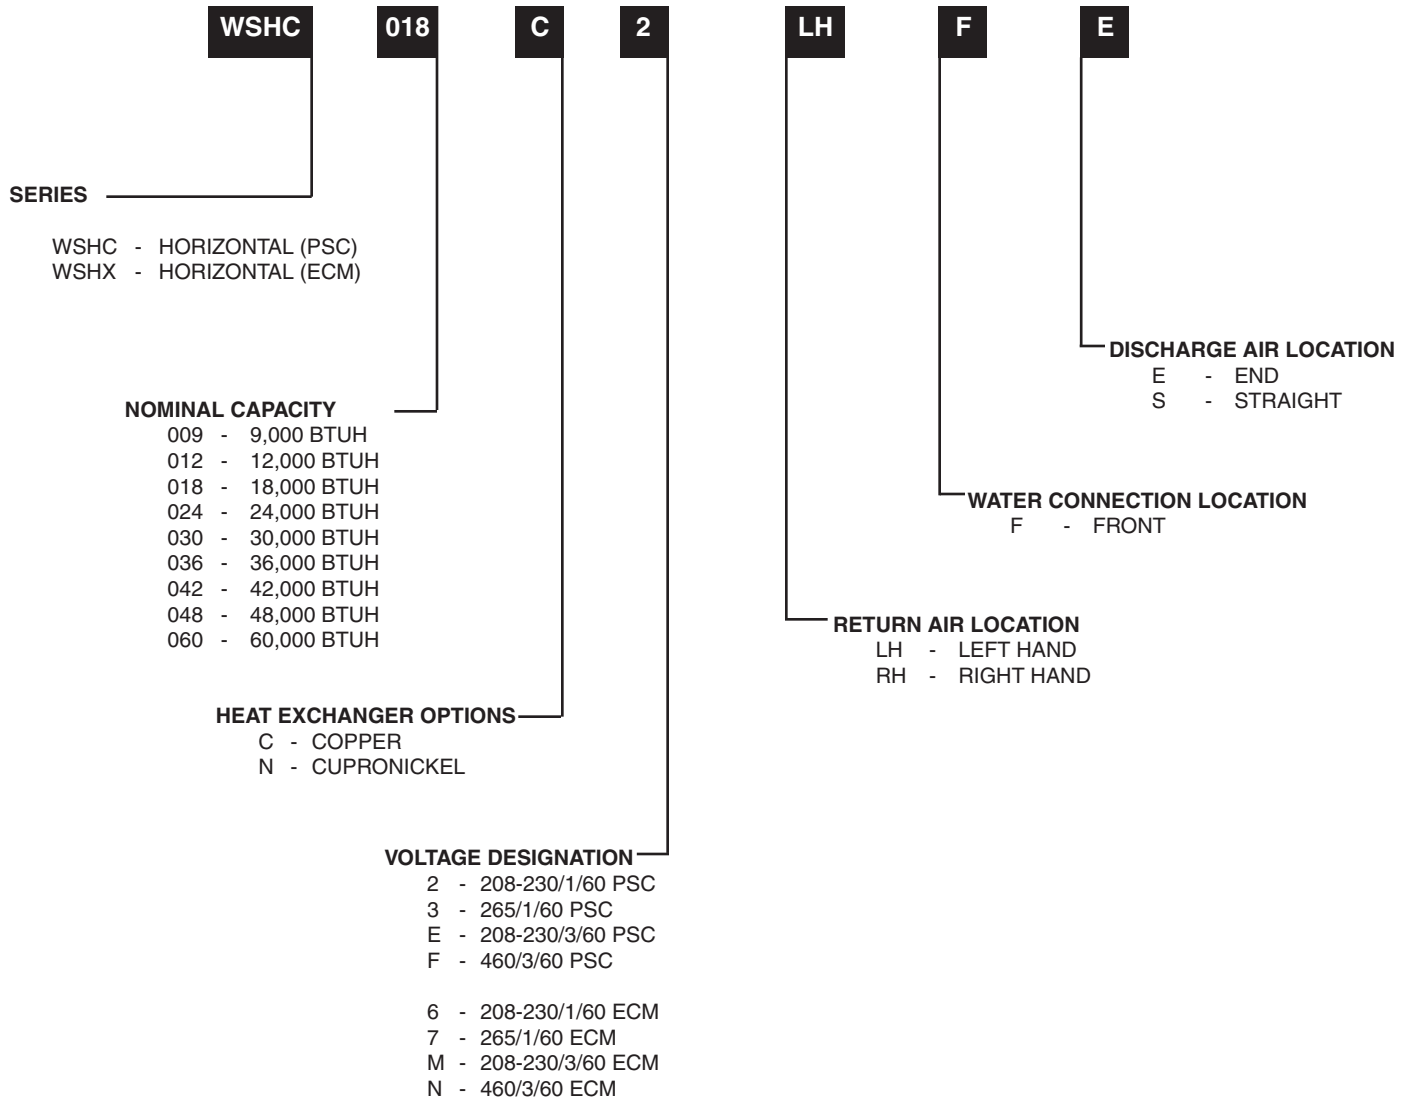 WSHC 018 C 2 LH F E
SERIES
WSHC - HORIZONTAL (PSC)
WSHX - HORIZONTAL (ECM)
NOMINAL CAPACITY
009 - 9,000 BTUH
012 - 12,000 BTUH
018 - 18,000 BTUH
024 - 24,000 BTUH
030 - 30,000 BTUH
036 - 36,000 BTUH
042 - 42,000 BTUH
048 - 48,000 BTUH
060 - 60,000 BTUH
HEAT EXCHANGER OPTIONS
C - COPPER
N - CUPRONICKEL
VOLTAGE DESIGNATION
2 - 208-230/1/60 PSC
3 - 265/1/60 PSC
E - 208-230/3/60 PSC
F - 460/3/60 PSC
6 - 208-230/1/60 ECM
7 - 265/1/60 ECM
M - 208-230/3/60 ECM
N - 460/3/60 ECM
RETURN AIR LOCATION
LH - LEFT HAND
RH - RIGHT HAND
WATER CONNECTION LOCATION
F - FRONT
DISCHARGE AIR LOCATION
E - END
S - STRAIGHT